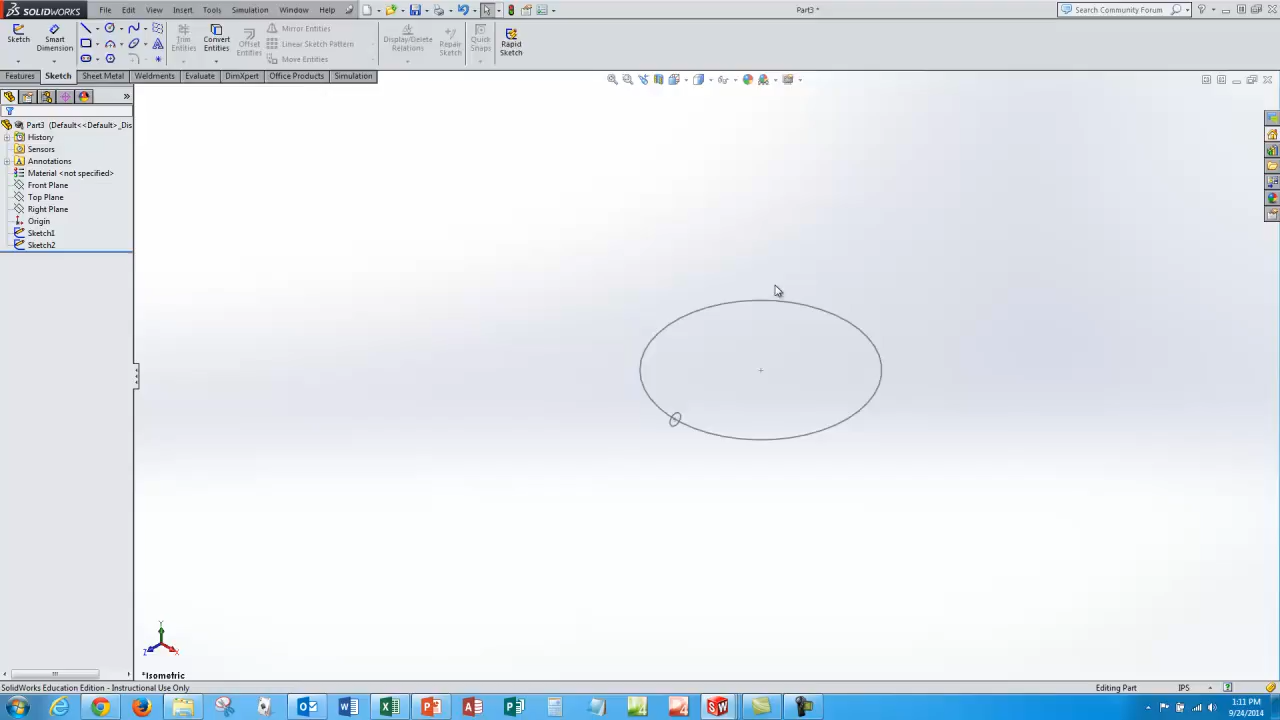 SOLIDWORKS File Edit View Insert Tools Simulation Window Help Part3 * Search Community Forum
Sketch Smart Dimension Trim Entities Convert Entities Offset Entities Mirror Entities Linear Sketch Pattern Move Entities Display/Delete Relations Repair Sketch Quick Snaps Rapid Sketch
Features Sketch Sheet Metal Weldments Evaluate DimXpert Office Products Simulation
Part3 (Default<<Default>_Dis
History
Sensors
Annotations
Material <not specified>
Front Plane
Top Plane
Right Plane
Origin
Sketch1
Sketch2
Y
Z X
*Isometric
SolidWorks Education Edition - Instructional Use Only Editing Part IPS
1:11 PM
9/24/2014